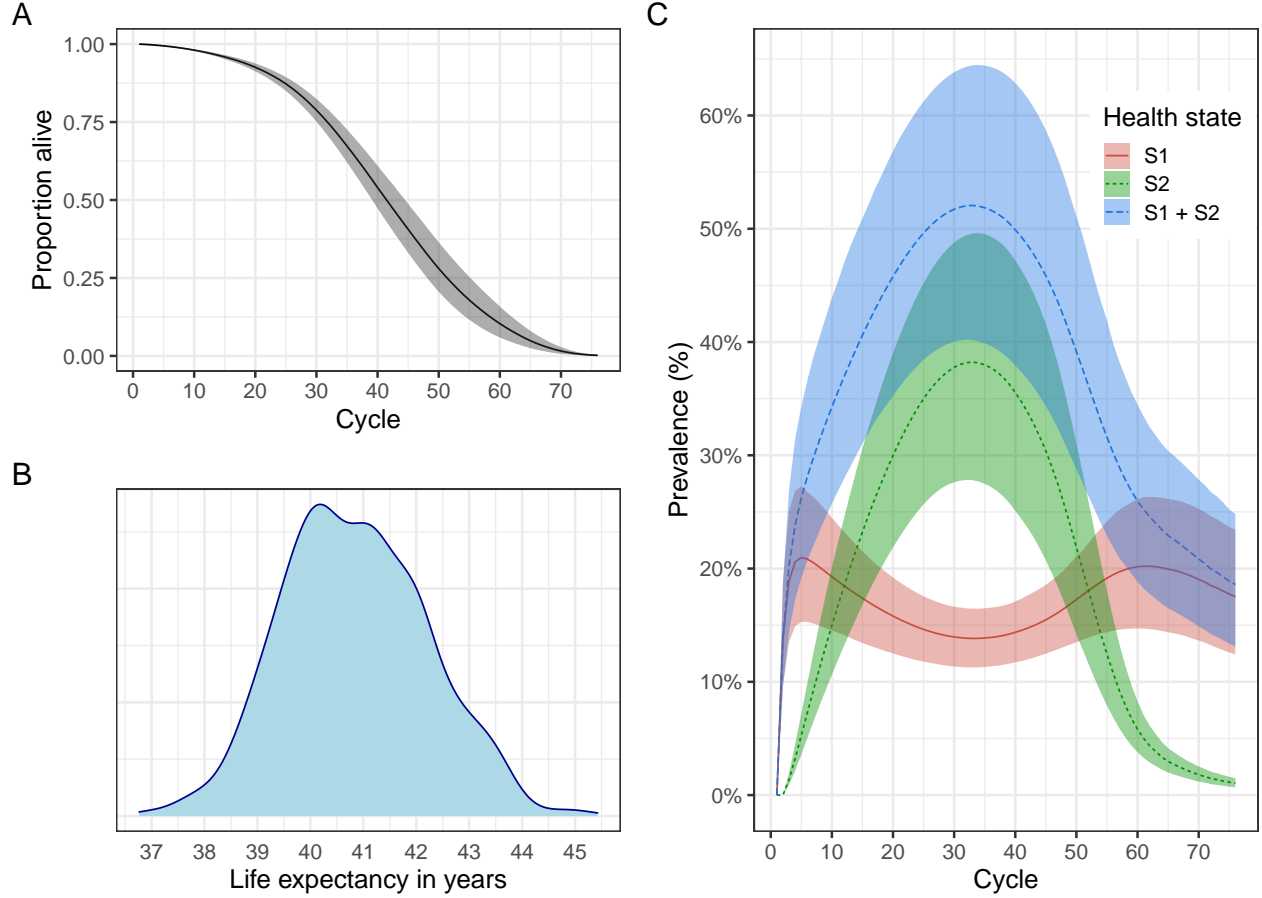 A
Proportion alive
1.00
0.75
0.50
0.25
0.00
0 10 20 30 40 50 60 70
Cycle
B
37 38 39 40 41 42 43 44 45
Life expectancy in years
C
Prevalence (%)
60%
50%
40%
30%
20%
10%
0%
0 10 20 30 40 50 60 70
Cycle
Health state
S1
S2
S1 + S2